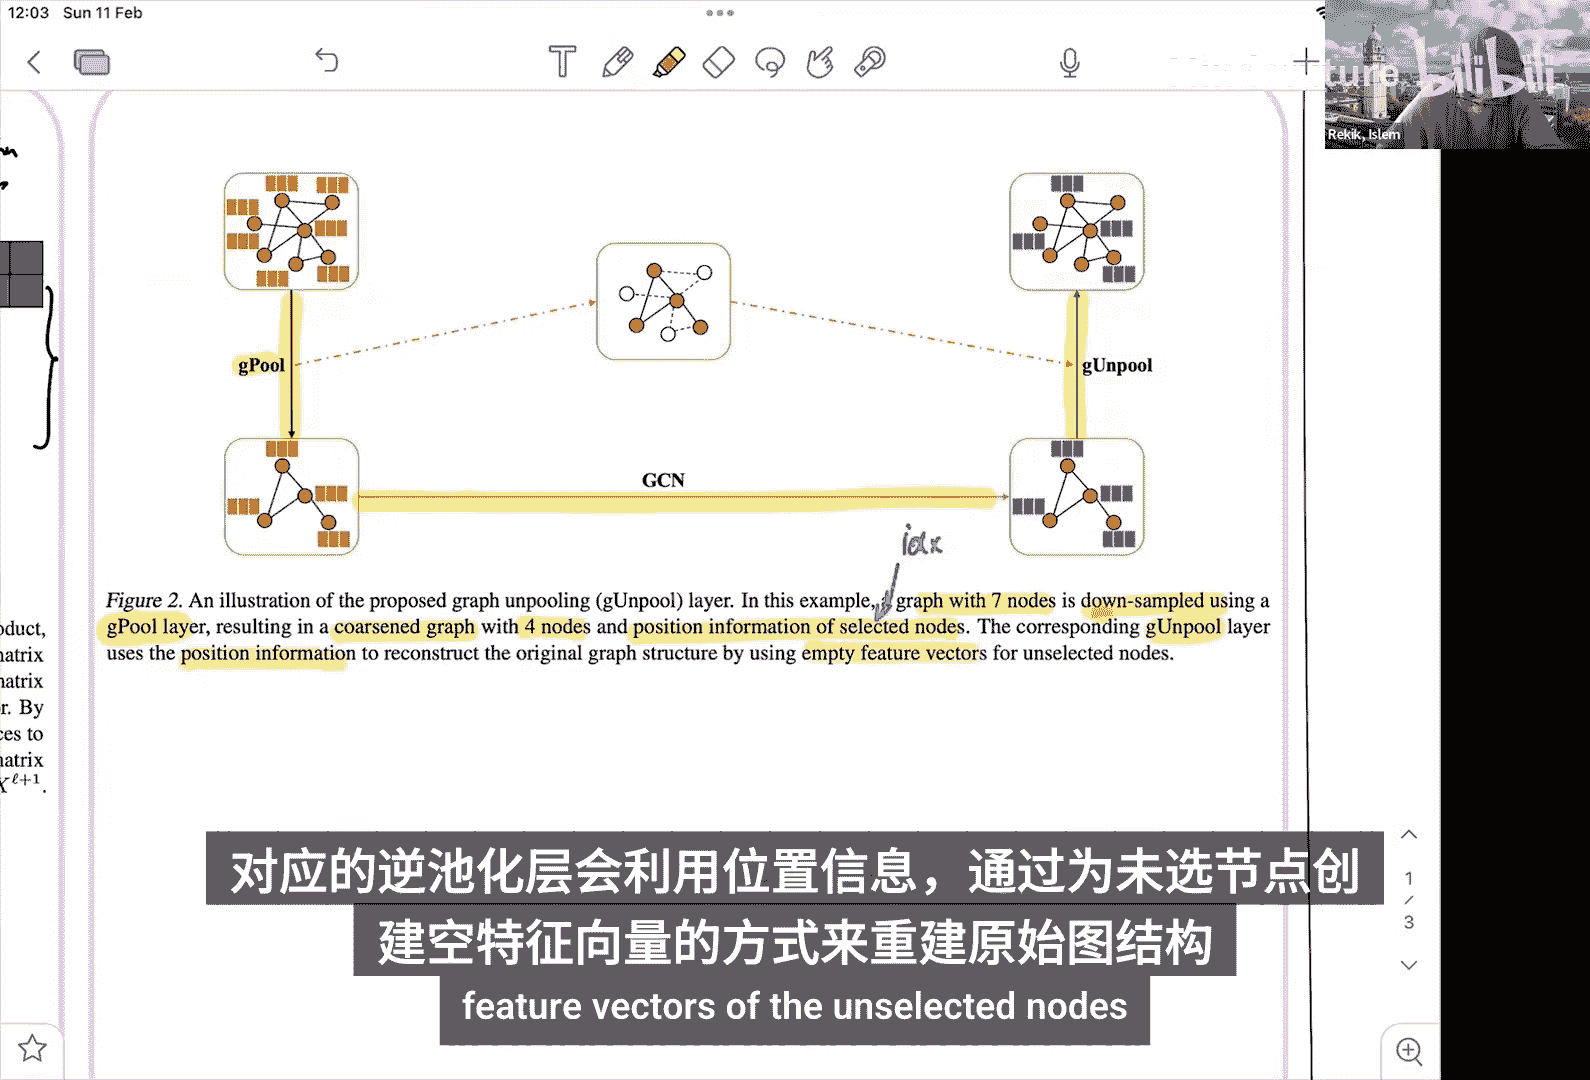 12:03 Sun 11 Feb
ture
bilibili
Rekik, Islem
gPool
gUnpool
GCN
idx
Figure 2. An illustration of the proposed graph unpooling (gUnpool) layer. In this example, graph with 7 nodes is down-sampled using a
gPool layer, resulting in a coarsened graph with 4 nodes and position information of selected nodes. The corresponding gUnpool layer
uses the position information to reconstruct the original graph structure by using empty feature vectors for unselected nodes.
oduct,
natrix
natrix
r. By
ces to
natrix
X^{ℓ+1}.
对应的逆池化层会利用位置信息，通过为未选节点创
建空特征向量的方式来重建原始图结构
feature vectors of the unselected nodes
1
/
3